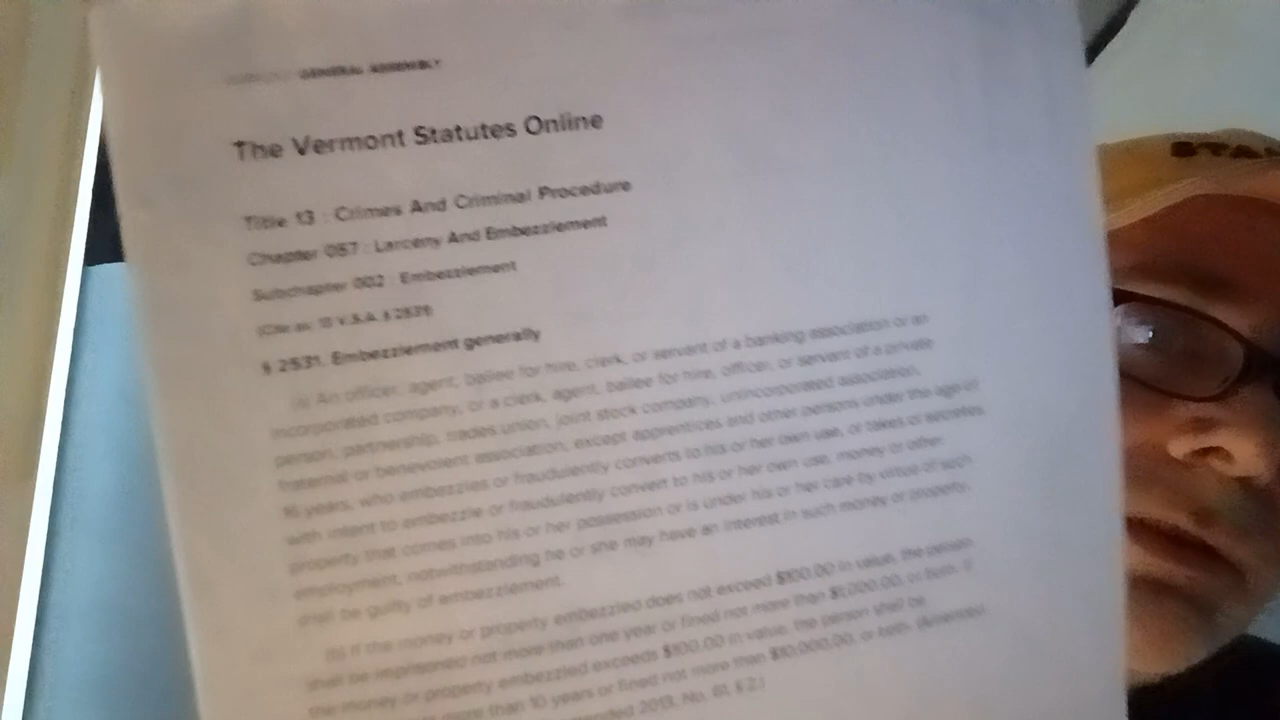 GENERAL ASSEMBLY
The Vermont Statutes Online
Title 13 : Crimes And Criminal Procedure
Chapter 057 : Larceny And Embezzlement
Subchapter 002 : Embezzlement
(Cite as: 13 V.S.A. § 2531)
§ 2531. Embezzlement generally
(a) An officer, agent, bailee for hire, clerk, or servant of a banking association or an
incorporated company, or a clerk, agent, bailee for hire, officer, or servant of a private
person, partnership, trades union, joint stock company, unincorporated association,
fraternal or benevolent association, except apprentices and other persons under the age of
16 years, who embezzles or fraudulently converts to his or her own use, or takes or secretes
with intent to embezzle or fraudulently convert to his or her own use, money or other
property that comes into his or her possession or is under his or her care by virtue of such
employment, notwithstanding he or she may have an interest in such money or property,
shall be guilty of embezzlement.
(b) If the money or property embezzled does not exceed $100.00 in value, the person
shall be imprisoned not more than one year or fined not more than $1,000.00, or both. If
the money or property embezzled exceeds $100.00 in value, the person shall be
not more than 10 years or fined not more than $10,000.00, or both. (Amended
2013, No. 61, § 2.)
STA